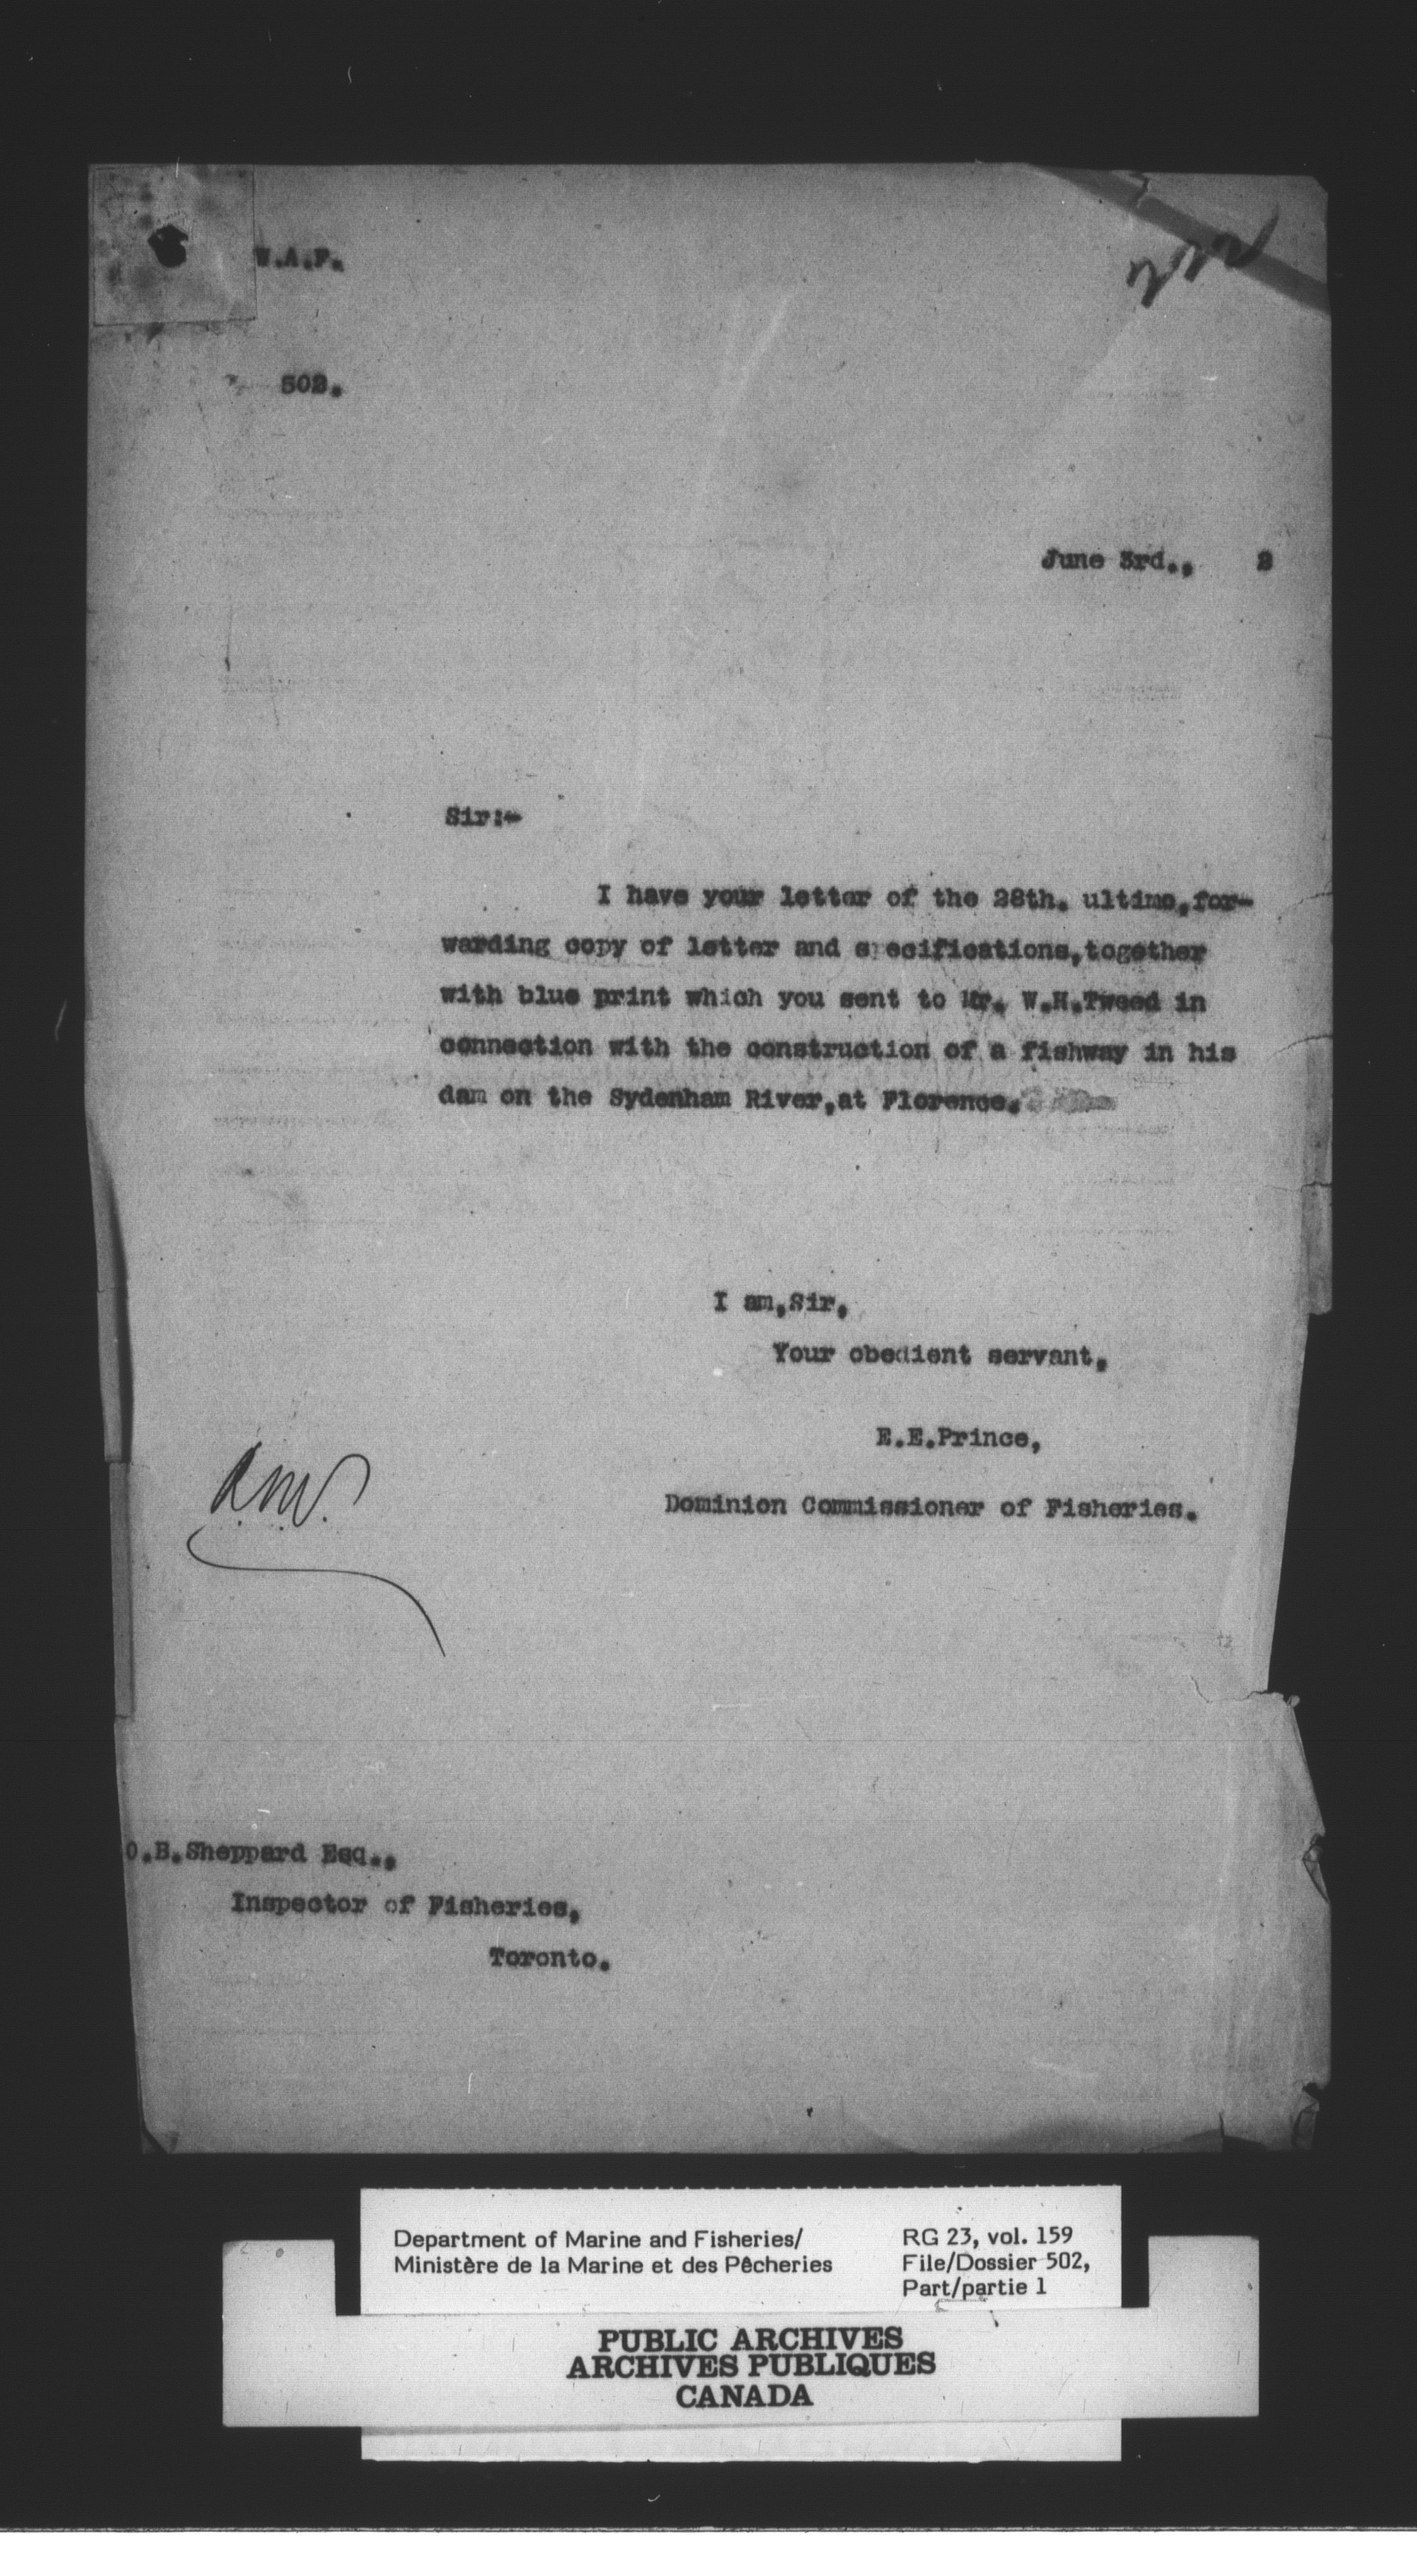 W.A.F.
502.
June 3rd.,    2
Sir:-
I have your letter of the 28th. ultimo,for-
warding copy of letter and specifications,together
with blue print which you sent to Mr. W.H.Tweed in
connection with the construction of a fishway in his
dam on the Sydenham River,at Florence.
I am,Sir,
Your obedient servant,
E.E.Prince,
Dominion Commissioner of Fisheries.
O.B.Sheppard Esq.,
Inspector of Fisheries,
Toronto.
Department of Marine and Fisheries/
Ministère de la Marine et des Pêcheries
RG 23, vol. 159
File/Dossier 502,
Part/partie 1
PUBLIC ARCHIVES
ARCHIVES PUBLIQUES
CANADA